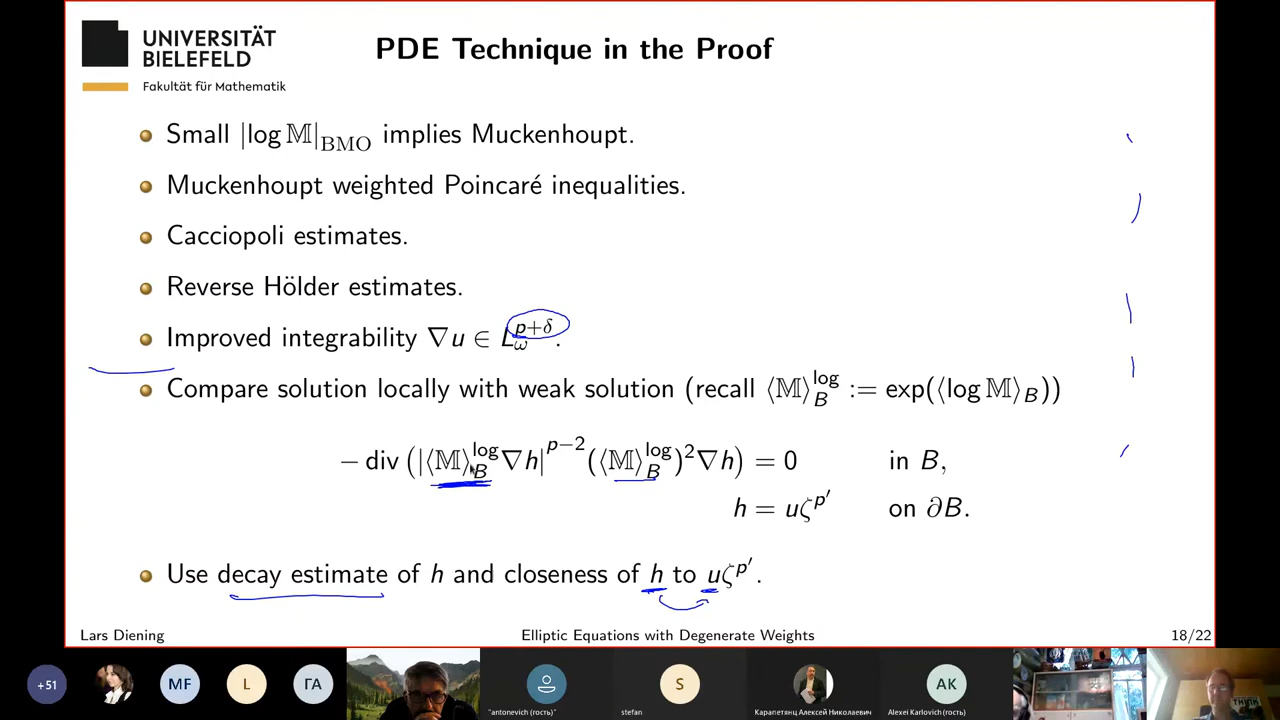 UNIVERSITÄT
BIELEFELD
Fakultät für Mathematik
PDE Technique in the Proof
Small |log 𝕄|_BMO implies Muckenhoupt.
Muckenhoupt weighted Poincaré inequalities.
Cacciopoli estimates.
Reverse Hölder estimates.
Improved integrability ∇u ∈ L_ω^{p+δ}.
Compare solution locally with weak solution (recall ⟨𝕄⟩_B^{log} := exp(⟨log 𝕄⟩_B))
− div(|⟨𝕄⟩_B^{log}∇h|^{p−2}(⟨𝕄⟩_B^{log})^2∇h) = 0 in B,
h = uζ^{p′} on ∂B.
Use decay estimate of h and closeness of h to uζ^{p′}.
Lars Diening Elliptic Equations with Degenerate Weights 18/22
+51 MF L ГА S AK
"antonevich (гость)" stefan Карапетянц Алексей Николаевич Alexei Karlovich (гость)
THINK